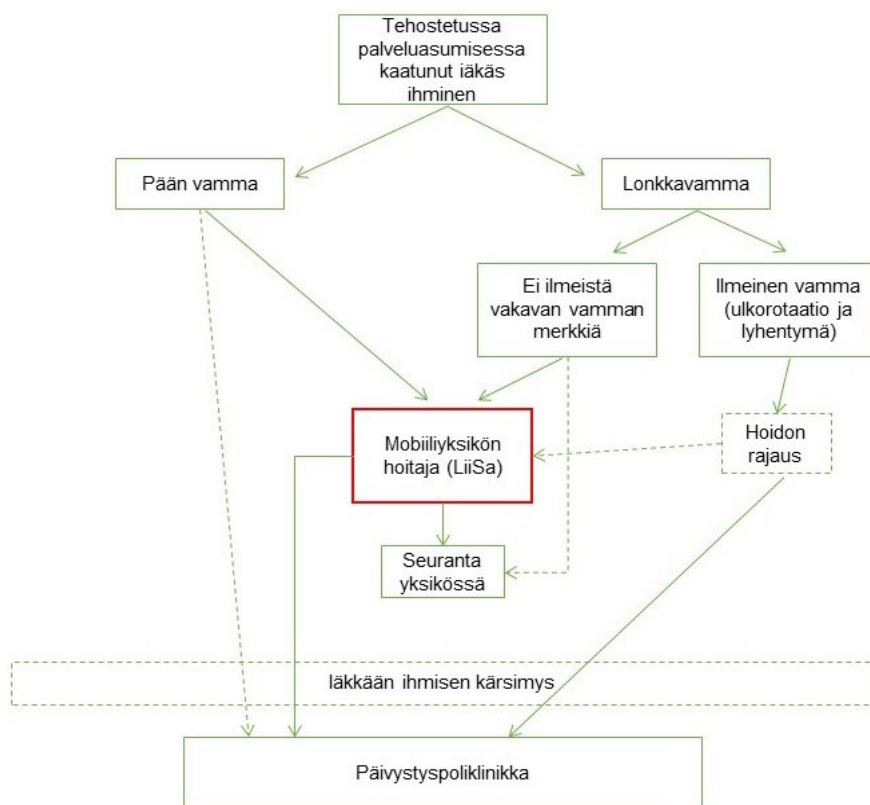 Tehostetussa
palveluasumisessa
kaatunut iäkäs
ihminen
Pään vamma
Lonkkavamma
Ei ilmeistä
vakavan vamman
merkkiä
Ilmeinen vamma
(ulkorotaatio ja
lyhentymä)
Mobiiliyksikön
hoitaja (LiiSa)
Hoidon
rajaus
Seuranta
yksikössä
Iäkkään ihmisen kärsimys
Päivystyspoliklinikka